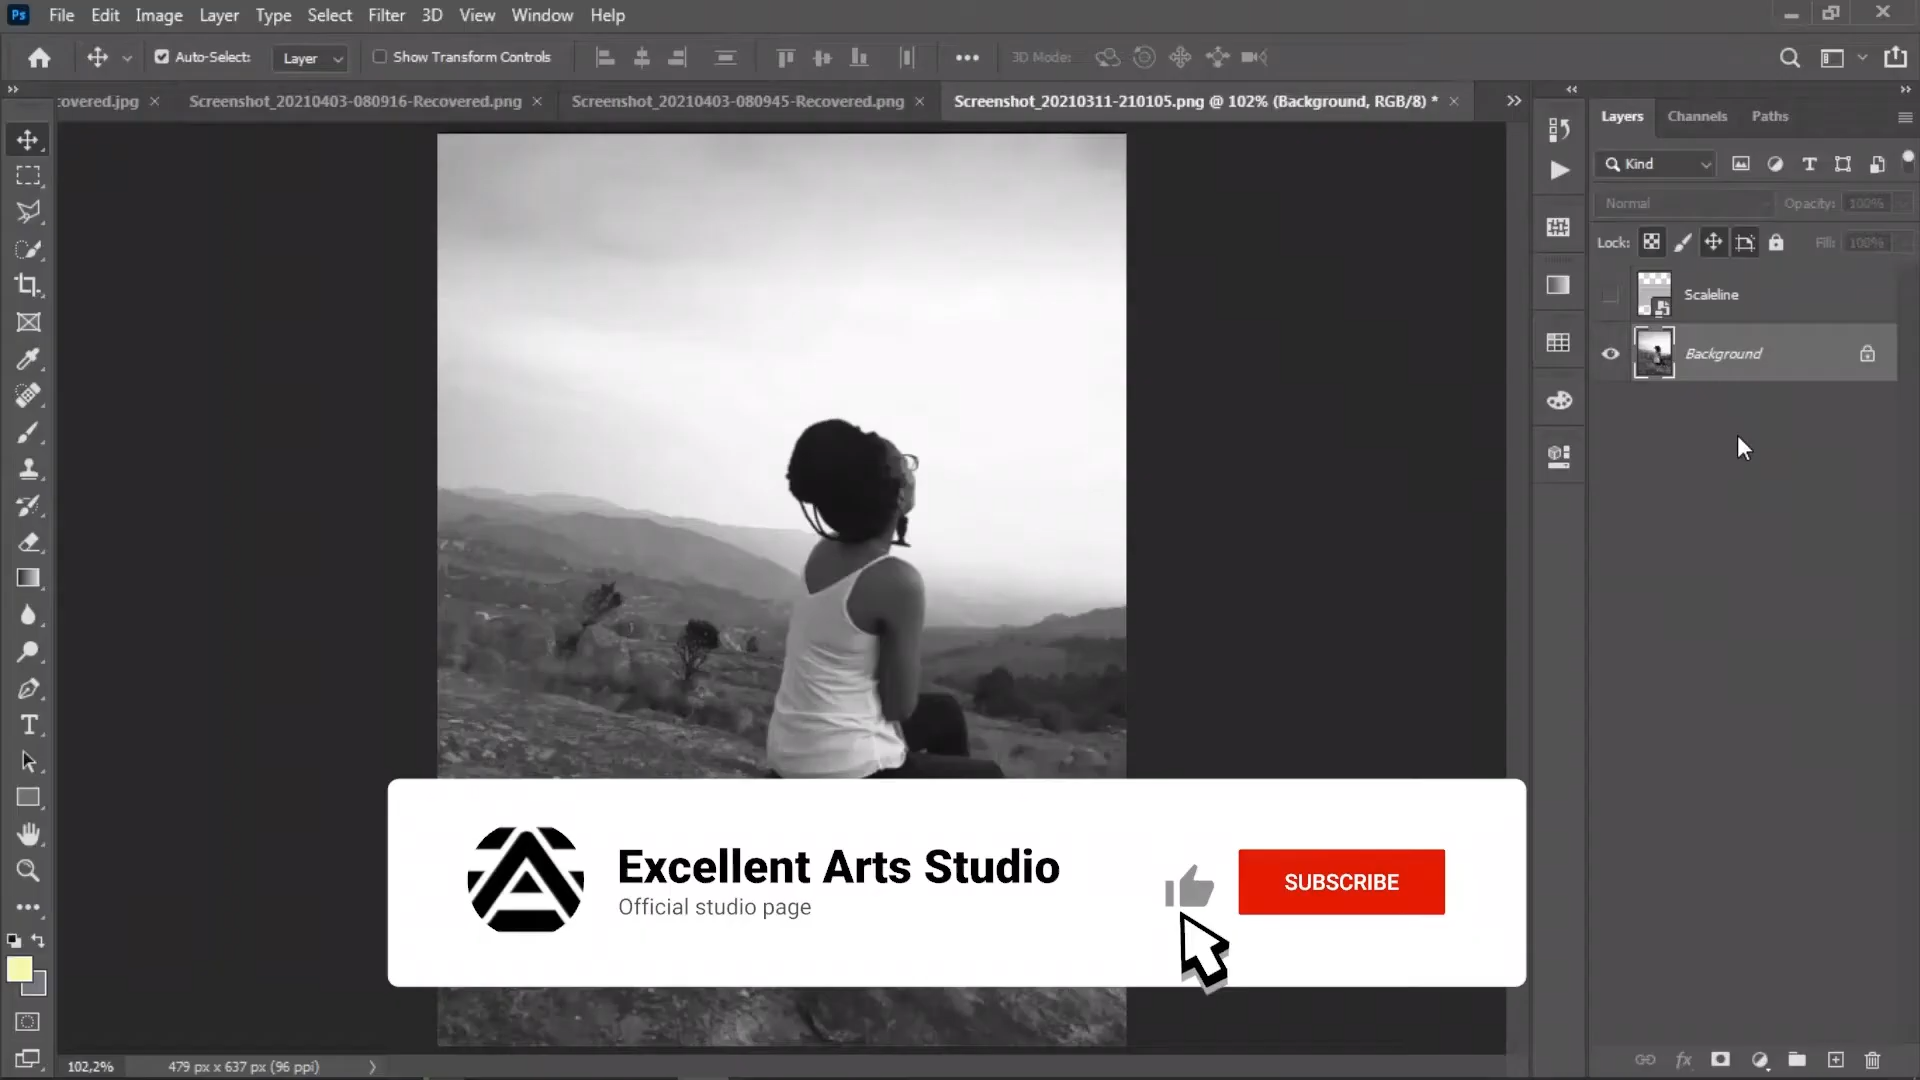 Ps File Edit Image Layer Type Select Filter 3D View Window Help
Auto-Select: Layer Show Transform Controls 3D Mode:
covered.jpg Screenshot_20210403-080916-Recovered.png Screenshot_20210403-080945-Recovered.png Screenshot_20210311-210105.png @ 102% (Background, RGB/8) *
Layers Channels Paths
Kind
Normal Opacity: 100%
Lock: Fill: 100%
Scaleline
Background
Excellent Arts Studio
Official studio page
SUBSCRIBE
102,2% 479 px x 637 px (96 ppi)